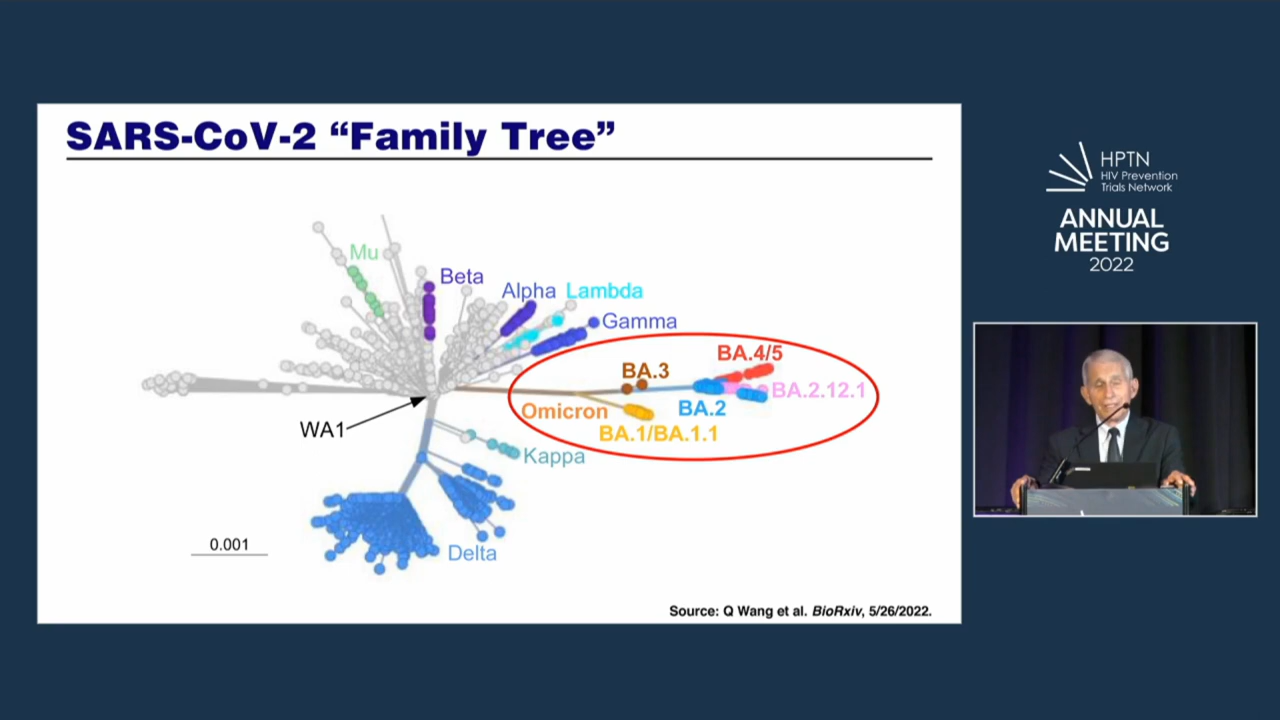 SARS-CoV-2 “Family Tree”
Mu
Beta
Alpha
Lambda
Gamma
BA.4/5
BA.3
BA.2.12.1
Omicron
BA.2
BA.1/BA.1.1
WA1
Kappa
0.001
Delta
Source: Q Wang et al. BioRxiv, 5/26/2022.
HPTN
HIV Prevention
Trials Network
ANNUAL
MEETING
2022